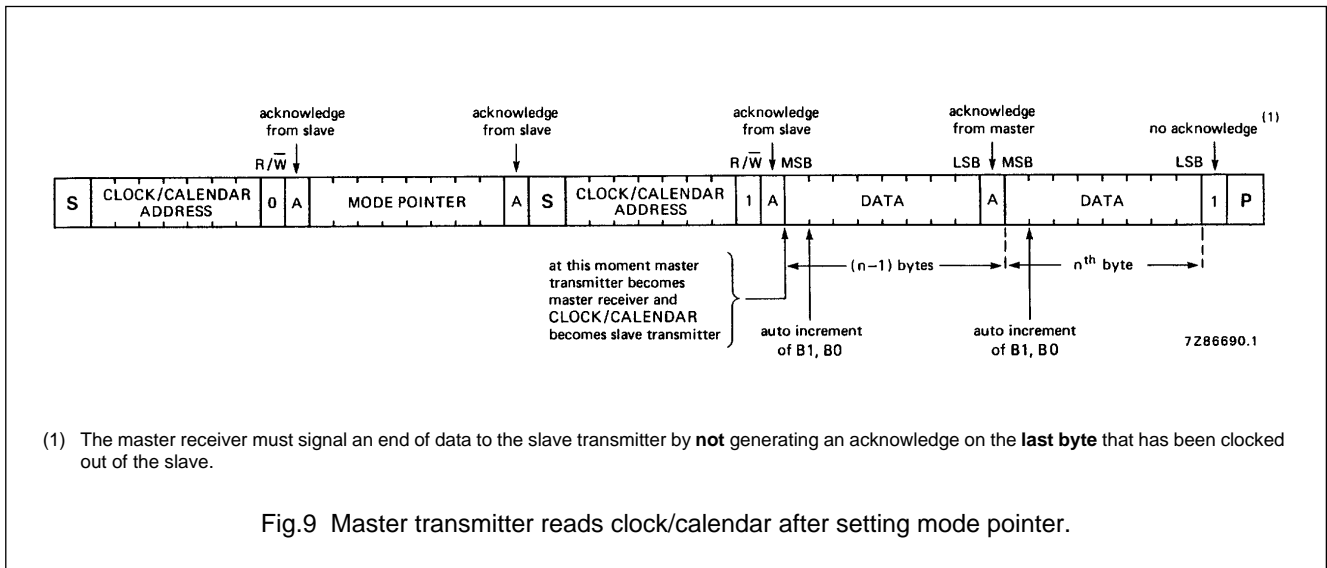 acknowledge from slave
acknowledge from slave
acknowledge from slave
acknowledge from master
no acknowledge (1)
R/W̅
R/W̅ MSB
LSB MSB
LSB
S CLOCK/CALENDAR ADDRESS 0 A MODE POINTER A S CLOCK/CALENDAR ADDRESS 1 A DATA A DATA 1 P
at this moment master
transmitter becomes
master receiver and
CLOCK/CALENDAR
becomes slave transmitter
(n−1) bytes
nth byte
auto increment
of B1, B0
auto increment
of B1, B0
7Z86690.1
(1) The master receiver must signal an end of data to the slave transmitter by not generating an acknowledge on the last byte that has been clocked
out of the slave.
Fig.9 Master transmitter reads clock/calendar after setting mode pointer.